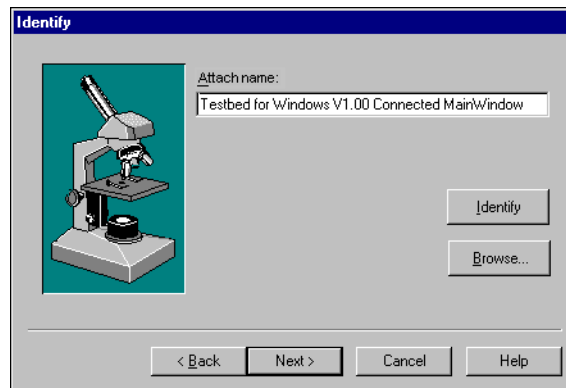 Identify
Attach name:
Testbed for Windows V1.00 Connected MainWindow
Identify
Browse...
< Back Next > Cancel Help